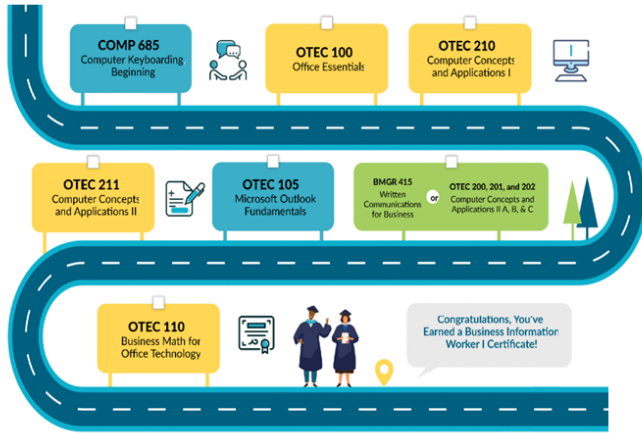 COMP 685
Computer Keyboarding
Beginning
OTEC 100
Office Essentials
OTEC 210
Computer Concepts
and Applications I
OTEC 211
Computer Concepts
and Applications II
OTEC 105
Microsoft Outlook
Fundamentals
BMGR 415
Written
Communications
for Business
or
OTEC 200, 201, and 202
Computer Concepts and
Applications II A, B, & C
OTEC 110
Business Math for
Office Technology
Congratulations, You've
Earned a Business Information
Worker I Certificate!